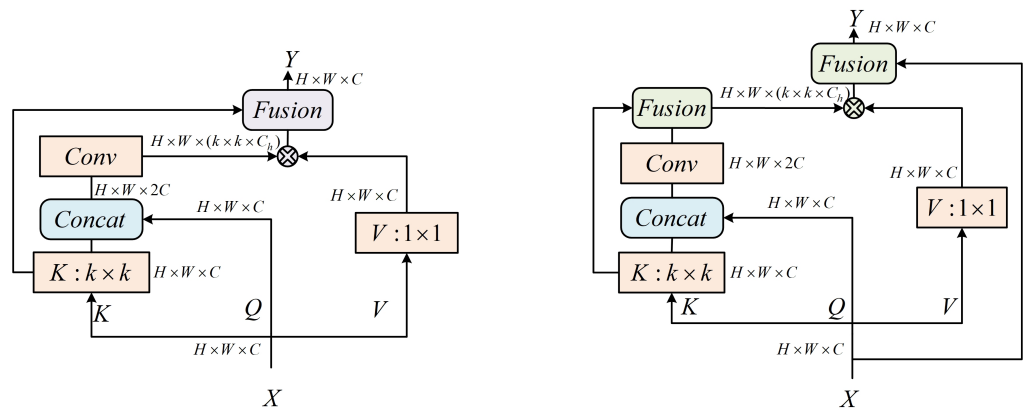 Y
H×W×C
Fusion
H×W×(k×k×C_h)
Conv
H×W×2C
H×W×C
Concat
H×W×C
V:1×1
K:k×k
H×W×C
K
Q
V
H×W×C
X
Y
H×W×C
Fusion
H×W×(k×k×C_h)
Fusion
Conv
H×W×2C
H×W×C
H×W×C
Concat
V:1×1
K:k×k
H×W×C
K
Q
V
H×W×C
X